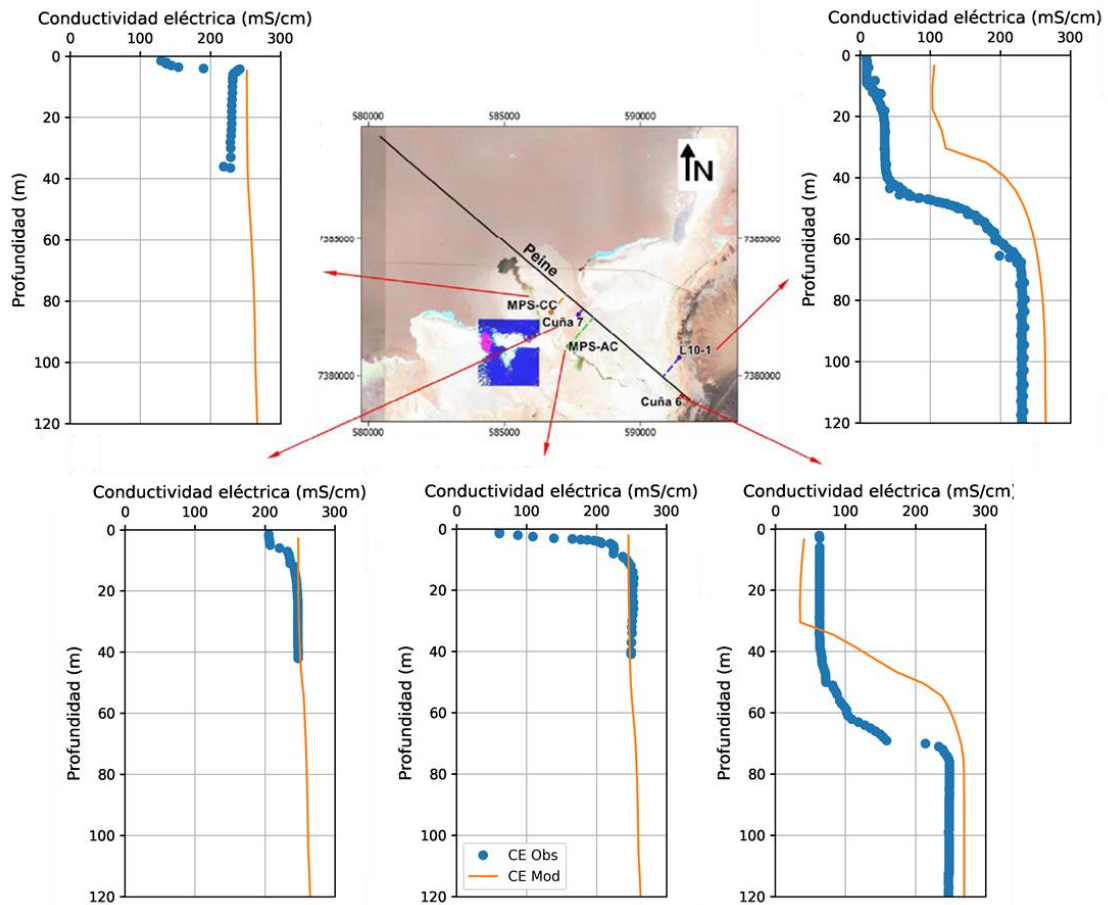 Conductividad eléctrica (mS/cm)
0 100 200 300
0
20
40
60
80
100
120
Profundidad (m)
580000 585000 590000
7385000 7385000
7380000
580000 585000 590000
N
Peine
MPS-CC
Cuña 7
MPS-AC
L10-1
Cuña 6
Conductividad eléctrica (mS/cm)
0 100 200 300
0
20
40
60
80
100
120
Profundidad (m)
Conductividad eléctrica (mS/cm)
0 100 200 300
0
20
40
60
80
100
120
Profundidad (m)
Conductividad eléctrica (mS/cm)
0 100 200 300
0
20
40
60
80
100
120
Profundidad (m)
CE Obs
CE Mod
Conductividad eléctrica (mS/cm)
0 100 200 300
0
20
40
60
80
100
120
Profundidad (m)